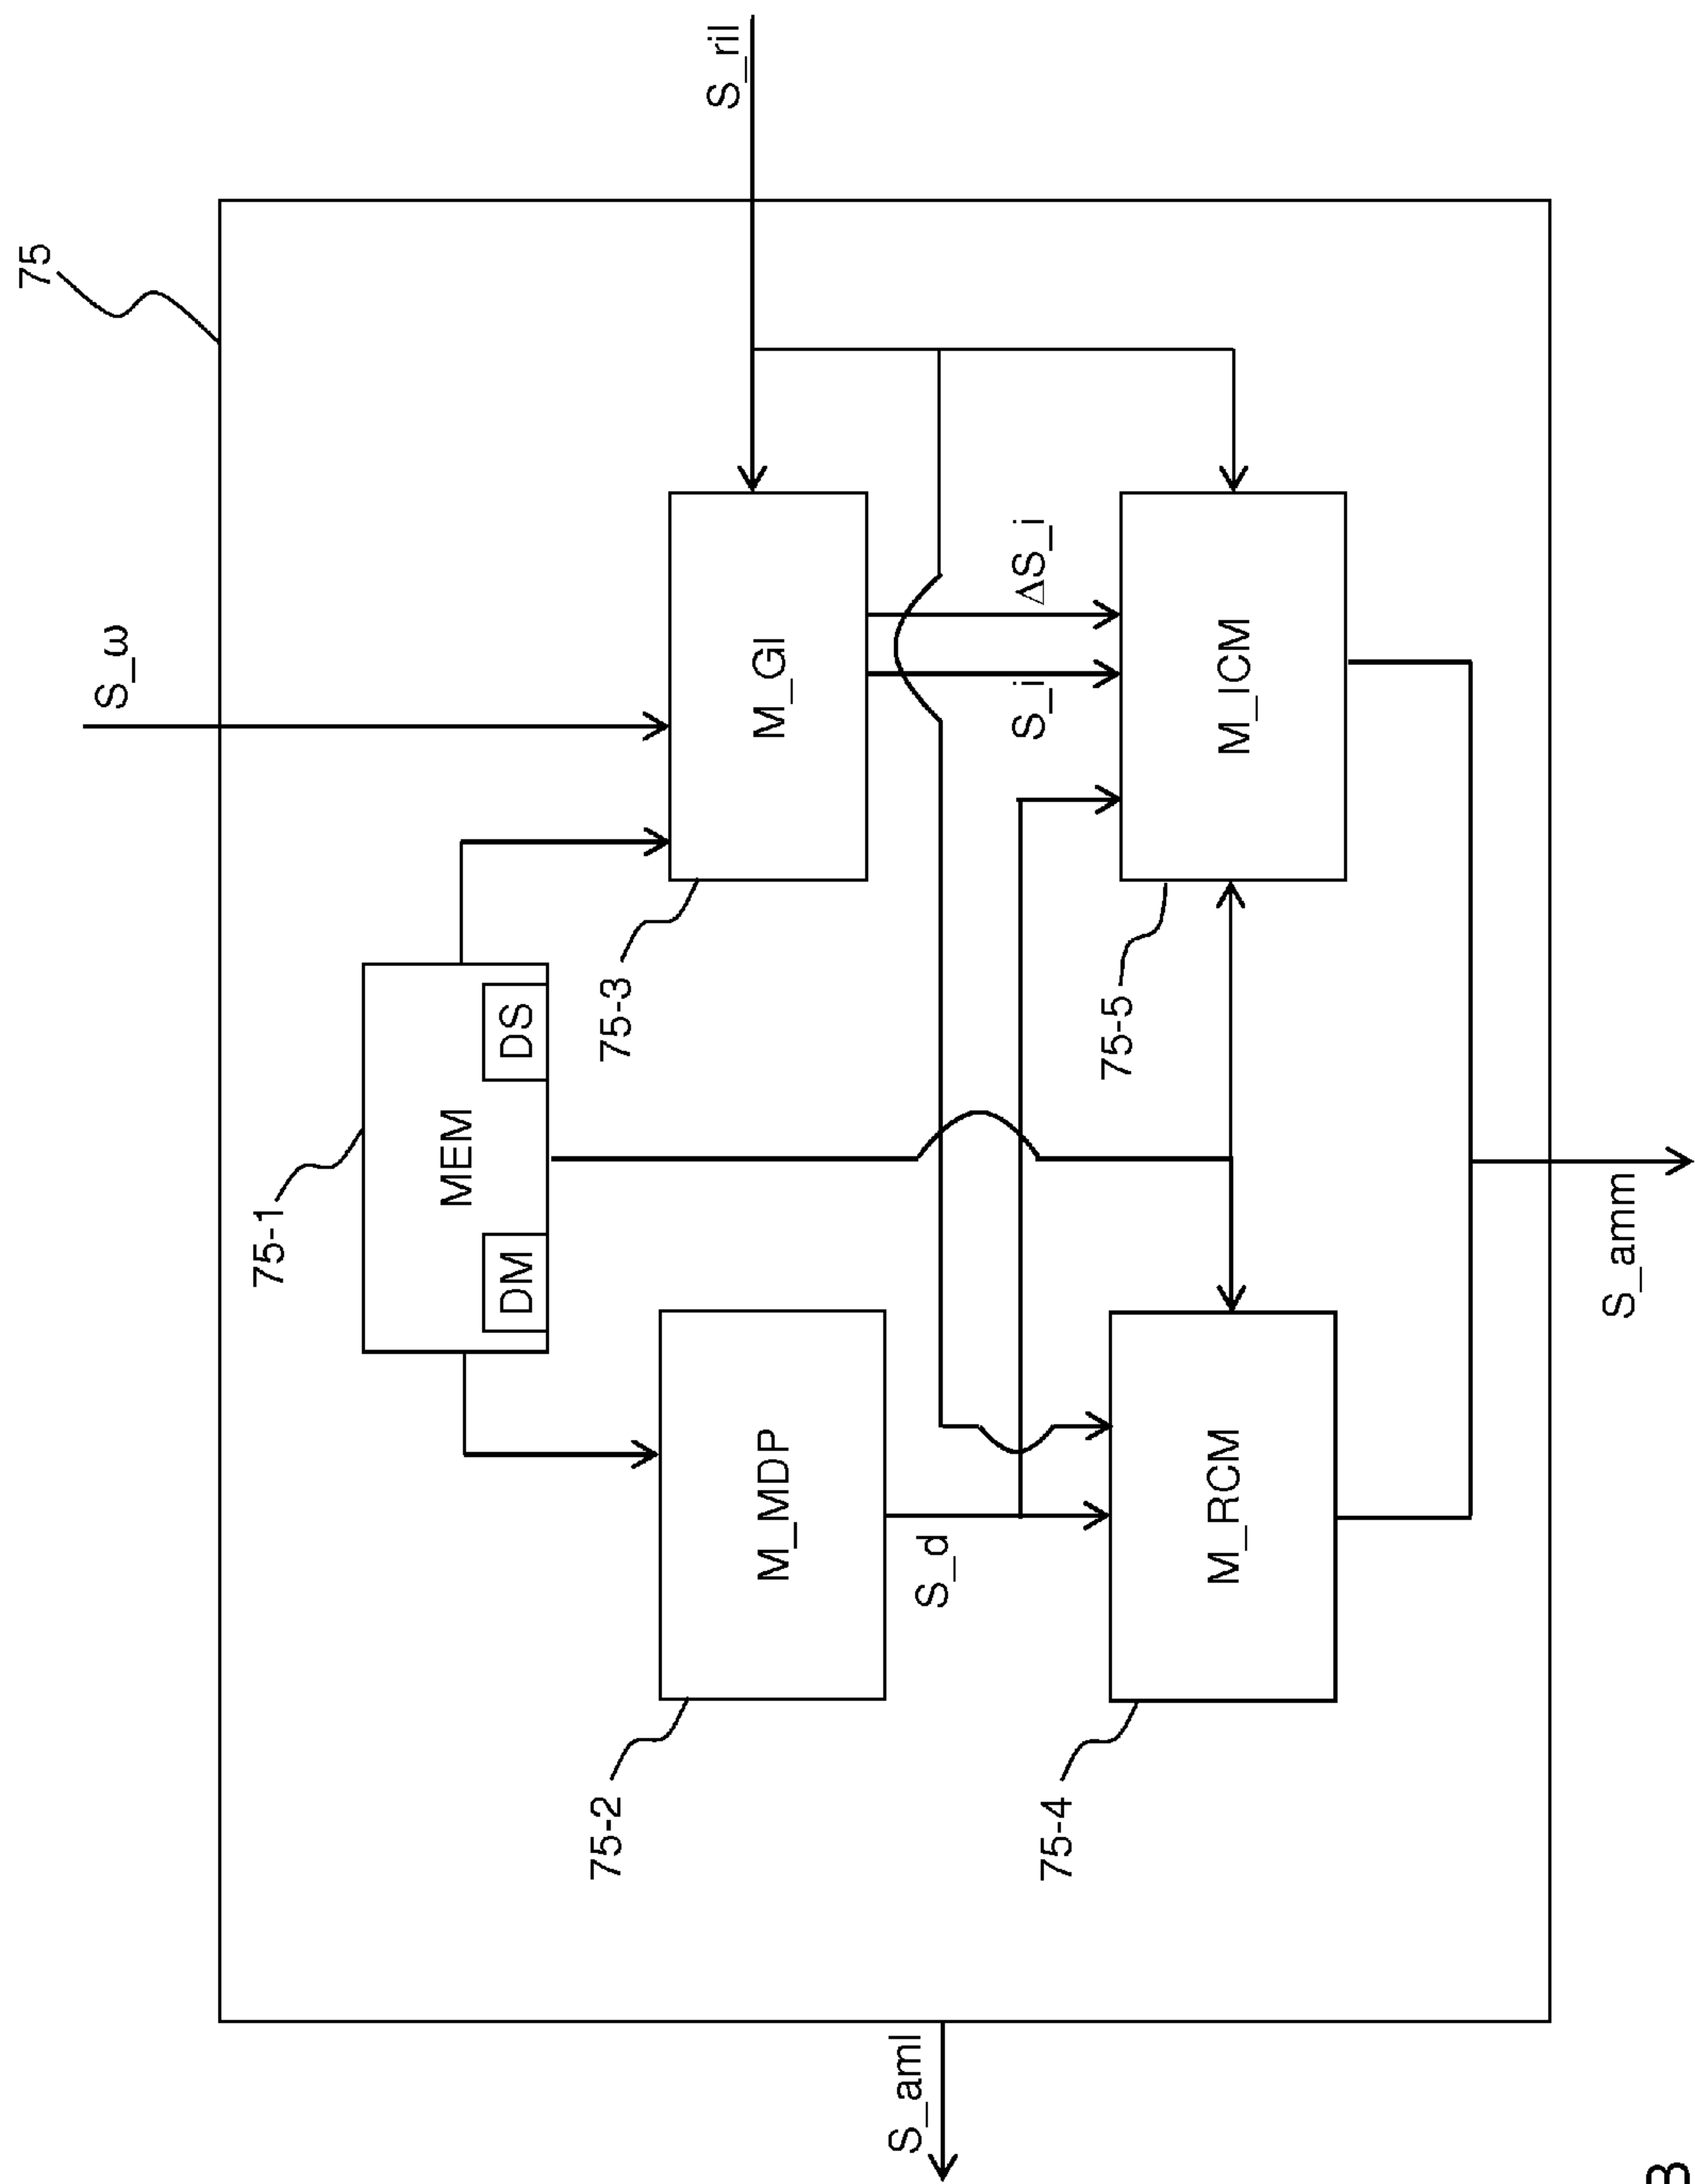 75
S_ω
75-1
MEM
DM
DS
75-2
75-3
S_ril
M_MDP
M_GI
S_aml
S_d
S_i
ΔS_i
75-4
75-5
M_RCM
M_ICM
S_amm